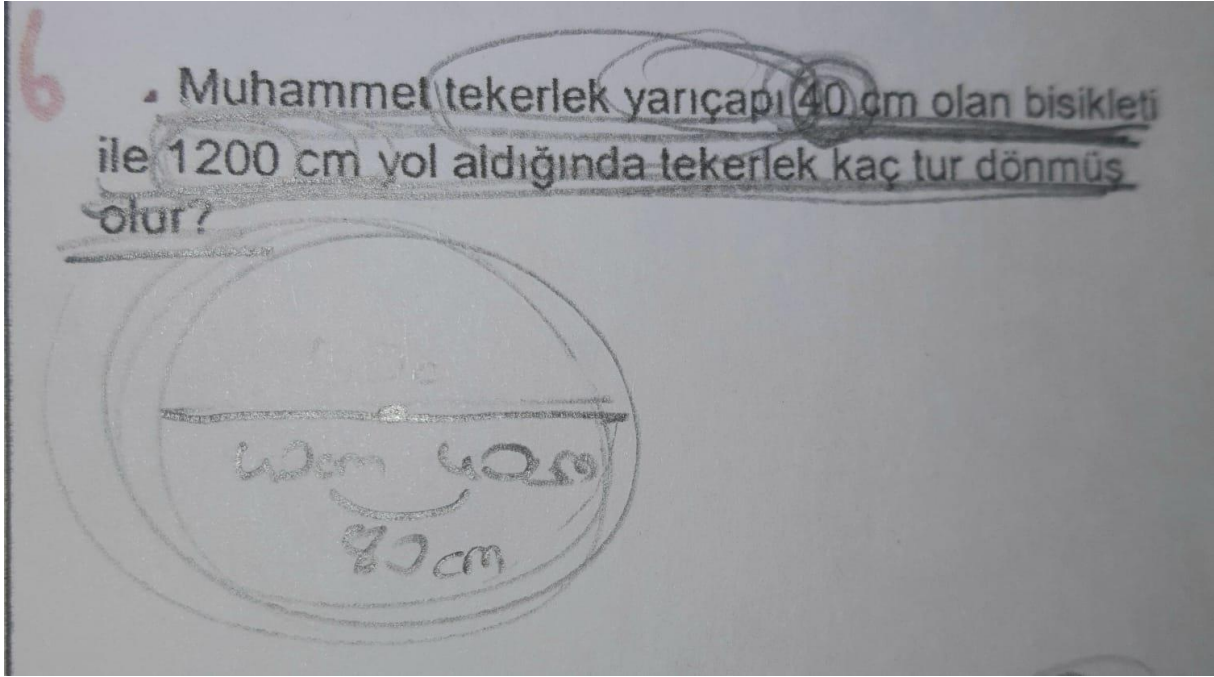 6
. Muhammet tekerlek yarıçapı 40 cm olan bisikleti
ile 1200 cm yol aldığında tekerlek kaç tur dönmüş
olur?
40cm 40cm
80cm